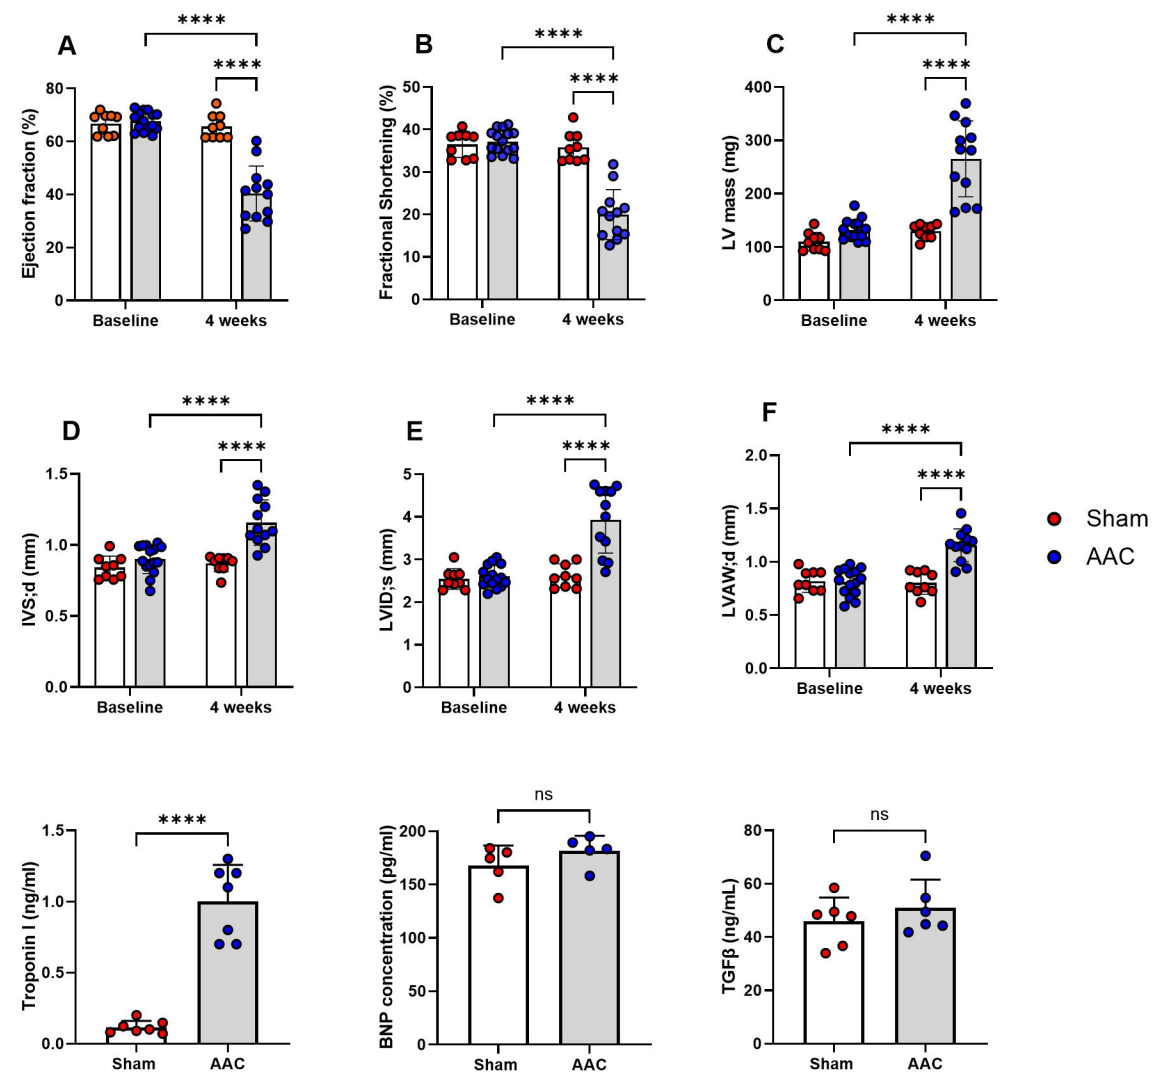 ****
A
****
Ejection fraction (%)
80
60
40
20
0
Baseline
4 weeks
****
B
****
Fractional Shortening (%)
50
40
30
20
10
0
Baseline
4 weeks
****
C
****
LV mass (mg)
400
300
200
100
0
Baseline
4 weeks
****
D
****
IVS;d (mm)
1.5
1.0
0.5
0.0
Baseline
4 weeks
****
E
****
LVID;s (mm)
5
4
3
2
1
0
Baseline
4 weeks
F
****
****
LVAW;d (mm)
2.0
1.5
1.0
0.5
0.0
Baseline
4 weeks
Sham
AAC
****
Troponin I (ng/ml)
1.5
1.0
0.5
0.0
Sham
AAC
ns
BNP concentration (pg/ml)
200
150
100
50
0
Sham
AAC
ns
TGFβ (ng/mL)
80
60
40
20
0
Sham
AAC